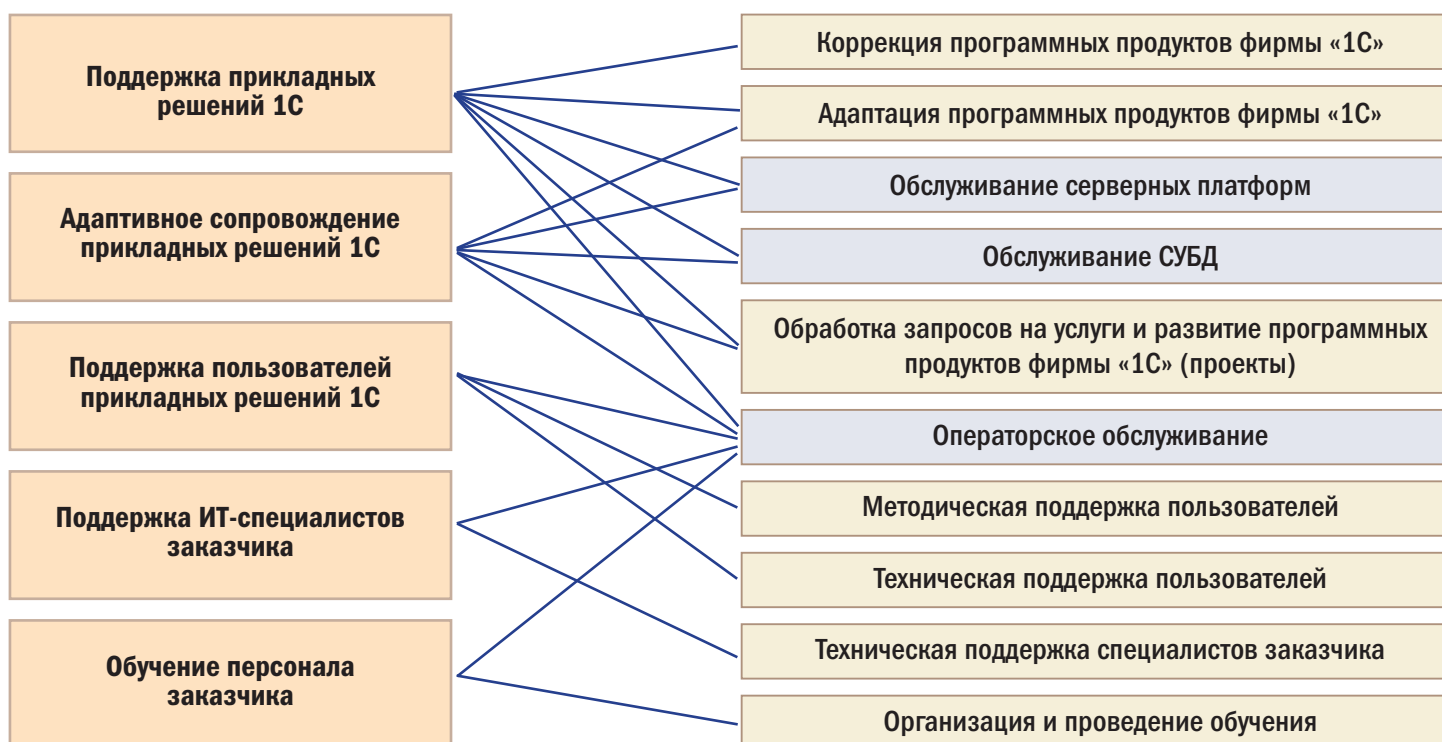 Поддержка прикладных
решений 1С
Адаптивное сопровождение
прикладных решений 1С
Поддержка пользователей
прикладных решений 1С
Поддержка ИТ-специалистов
заказчика
Обучение персонала
заказчика
Коррекция программных продуктов фирмы «1С»
Адаптация программных продуктов фирмы «1С»
Обслуживание серверных платформ
Обслуживание СУБД
Обработка запросов на услуги и развитие программных
продуктов фирмы «1С» (проекты)
Операторское обслуживание
Методическая поддержка пользователей
Техническая поддержка пользователей
Техническая поддержка специалистов заказчика
Организация и проведение обучения